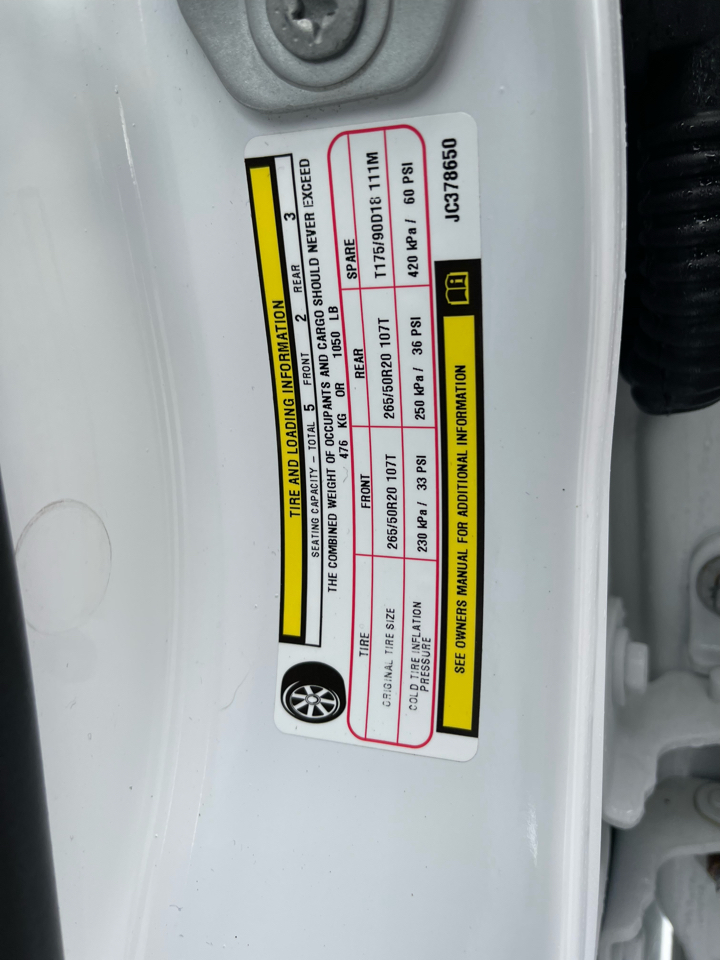 TIRE AND LOADING INFORMATION
SEATING CAPACITY – TOTAL 5 FRONT 2 REAR 3
THE COMBINED WEIGHT OF OCCUPANTS AND CARGO SHOULD NEVER EXCEED
476 KG OR 1050 LB
TIRE FRONT REAR SPARE
ORIGINAL TIRE SIZE 265/50R20 107T 265/50R20 107T T175/90D18 111M
COLD TIRE INFLATION PRESSURE 230 kPa / 33 PSI 250 kPa / 36 PSI 420 kPa / 60 PSI
SEE OWNERS MANUAL FOR ADDITIONAL INFORMATION
JC378650